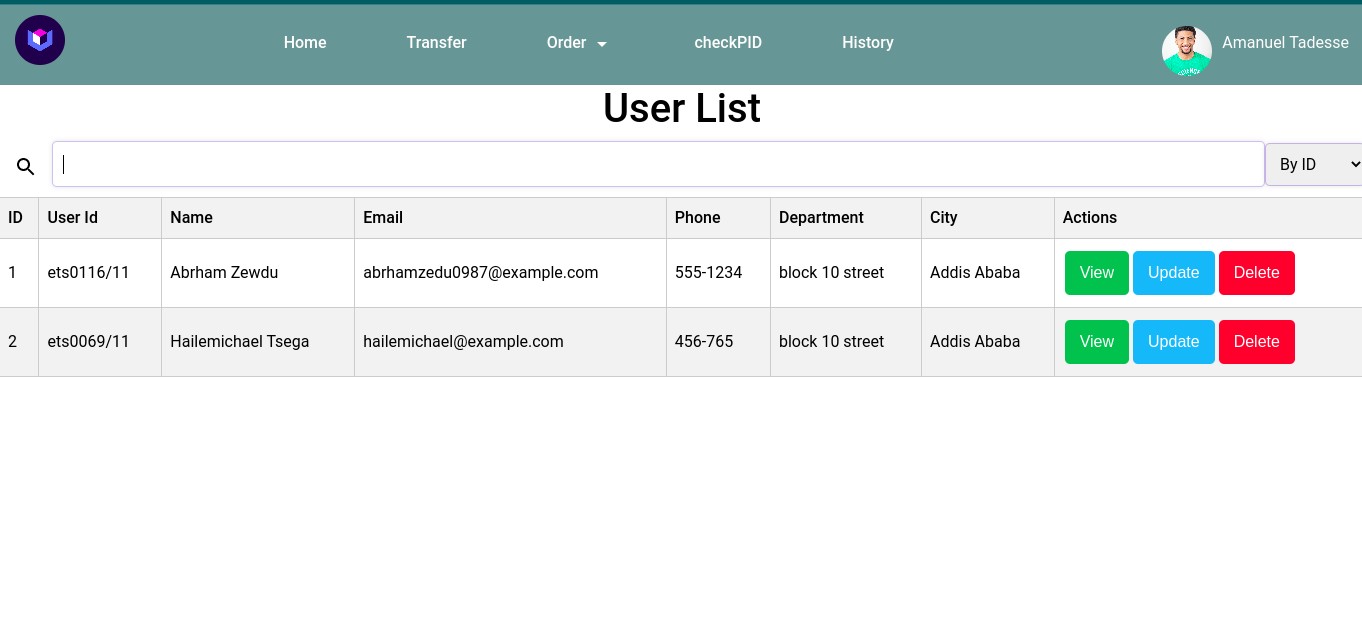 Home Transfer Order checkPID History Amanuel Tadesse
User List
By ID
ID User Id Name Email Phone Department City Actions
1 ets0116/11 Abrham Zewdu abrhamzedu0987@example.com 555-1234 block 10 street Addis Ababa View Update Delete
2 ets0069/11 Hailemichael Tsega hailemichael@example.com 456-765 block 10 street Addis Ababa View Update Delete